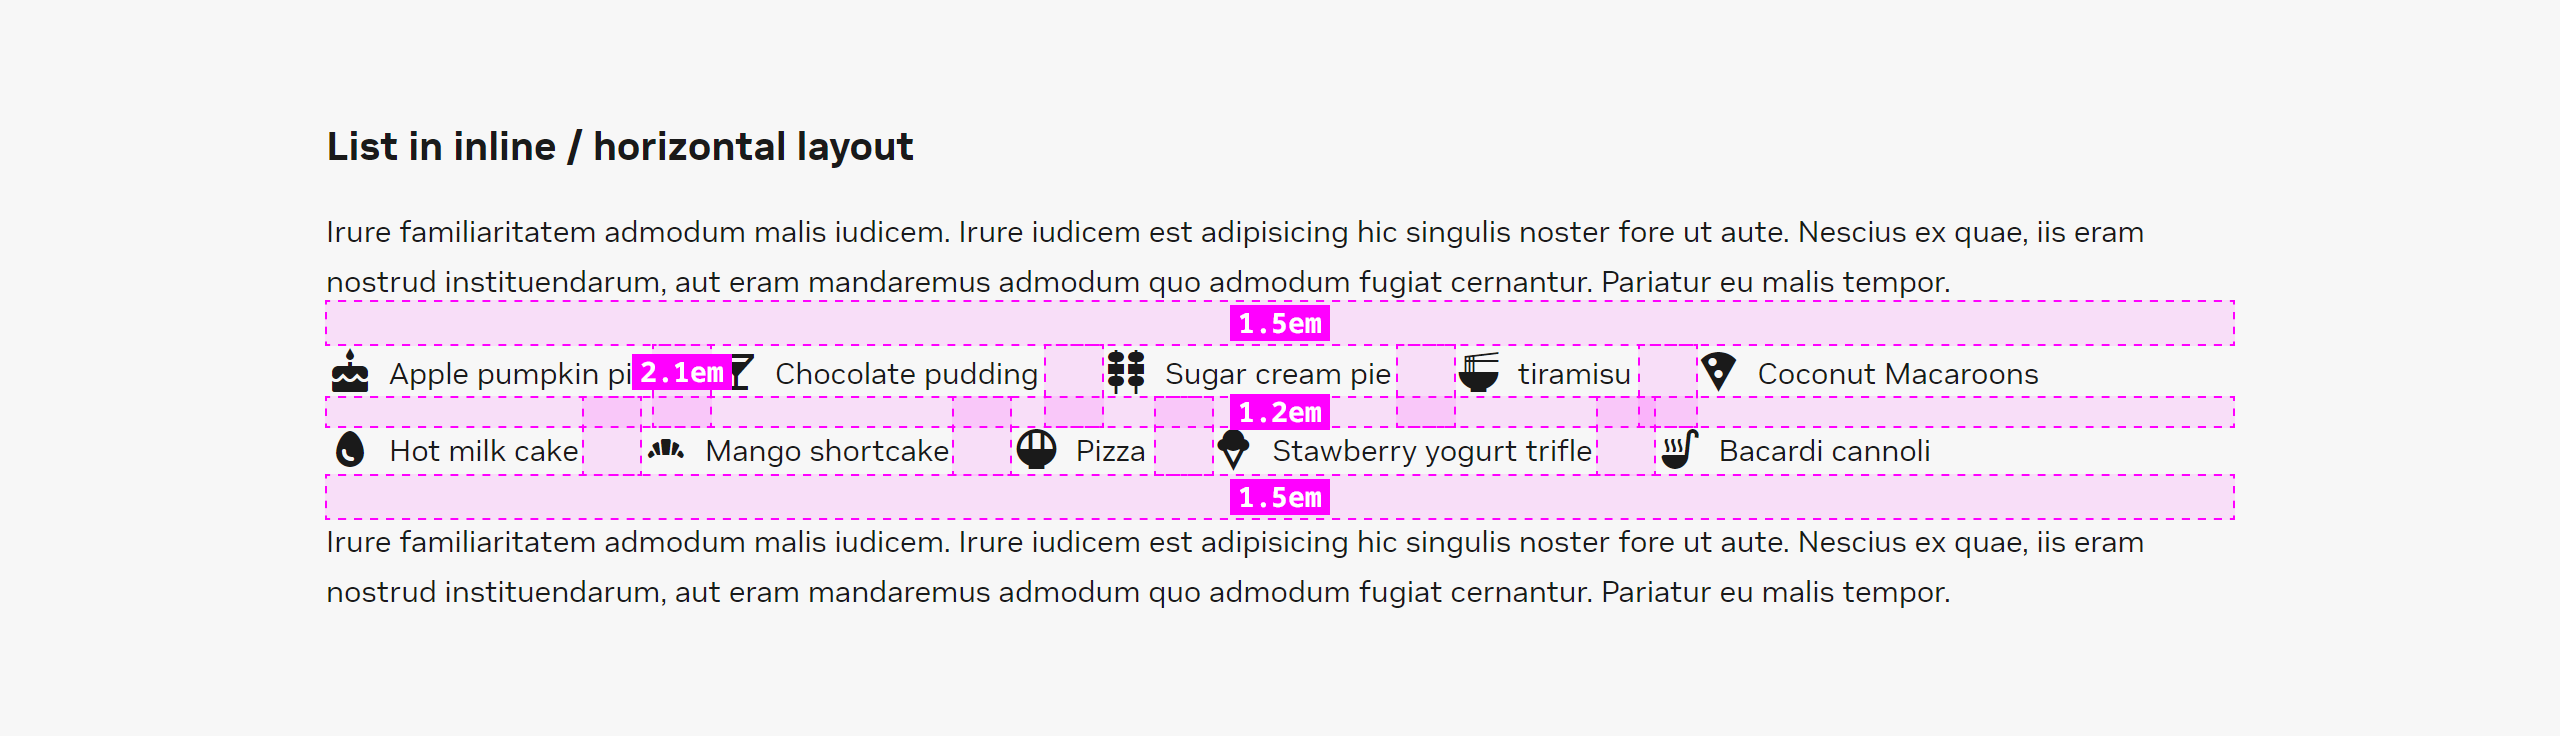 List in inline / horizontal layout
Irure familiaritatem admodum malis iudicem. Irure iudicem est adipisicing hic singulis noster fore ut aute. Nescius ex quae, iis eram
nostrud instituendarum, aut eram mandaremus admodum quo admodum fugiat cernantur. Pariatur eu malis tempor.
1.5em
Apple pumpkin pi 2.1em Chocolate pudding Sugar cream pie tiramisu Coconut Macaroons
1.2em
Hot milk cake Mango shortcake Pizza Stawberry yogurt trifle Bacardi cannoli
1.5em
Irure familiaritatem admodum malis iudicem. Irure iudicem est adipisicing hic singulis noster fore ut aute. Nescius ex quae, iis eram
nostrud instituendarum, aut eram mandaremus admodum quo admodum fugiat cernantur. Pariatur eu malis tempor.